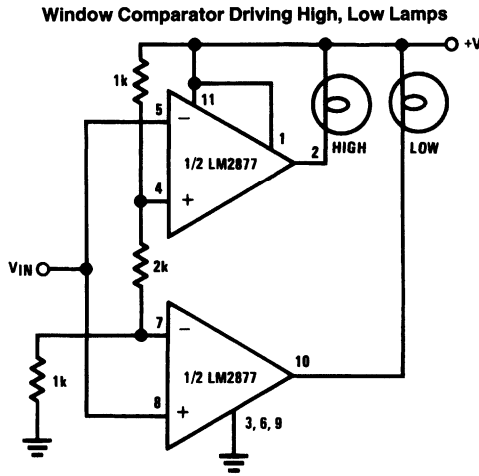 Window Comparator Driving High, Low Lamps
+V
1k
11
5
−
1
1/2 LM2877
2
HIGH
LOW
4
+
VIN
2k
7
−
10
1/2 LM2877
1k
8
+
3, 6, 9